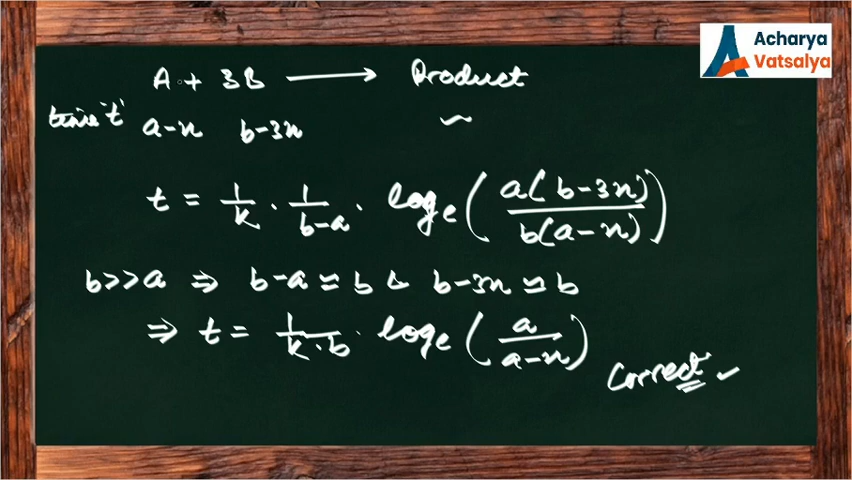 Acharya
Vatsalya
A + 3B ⟶ Product
time 't' a-x b-3x ~
t = 1/k · 1/(b-a) · loge ( a(b-3x) / b(a-x) )
b>>a ⇒ b-a ≃ b & b-3x ≃ b
⇒ t = 1/(k·b) · loge ( a / (a-x) )
Correct ✓